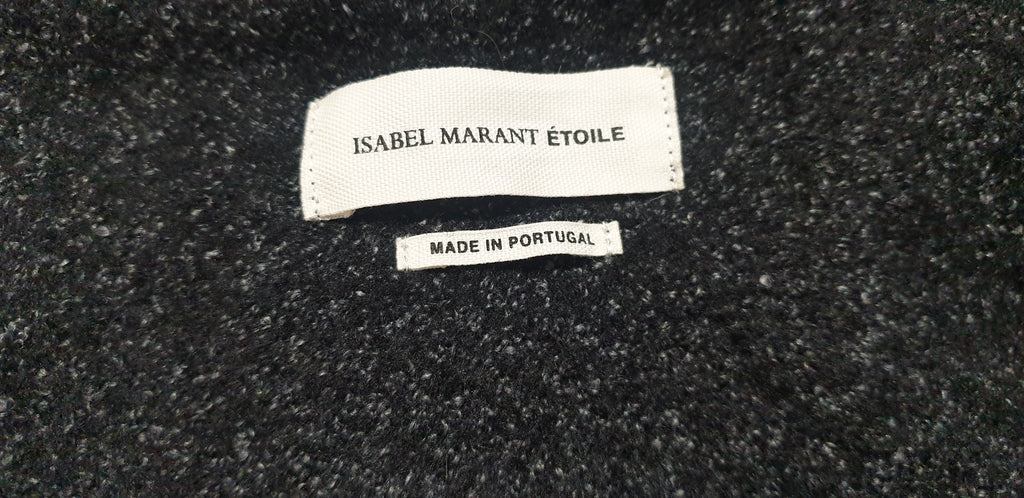 ISABEL MARANT ÉTOILE
MADE IN PORTUGAL